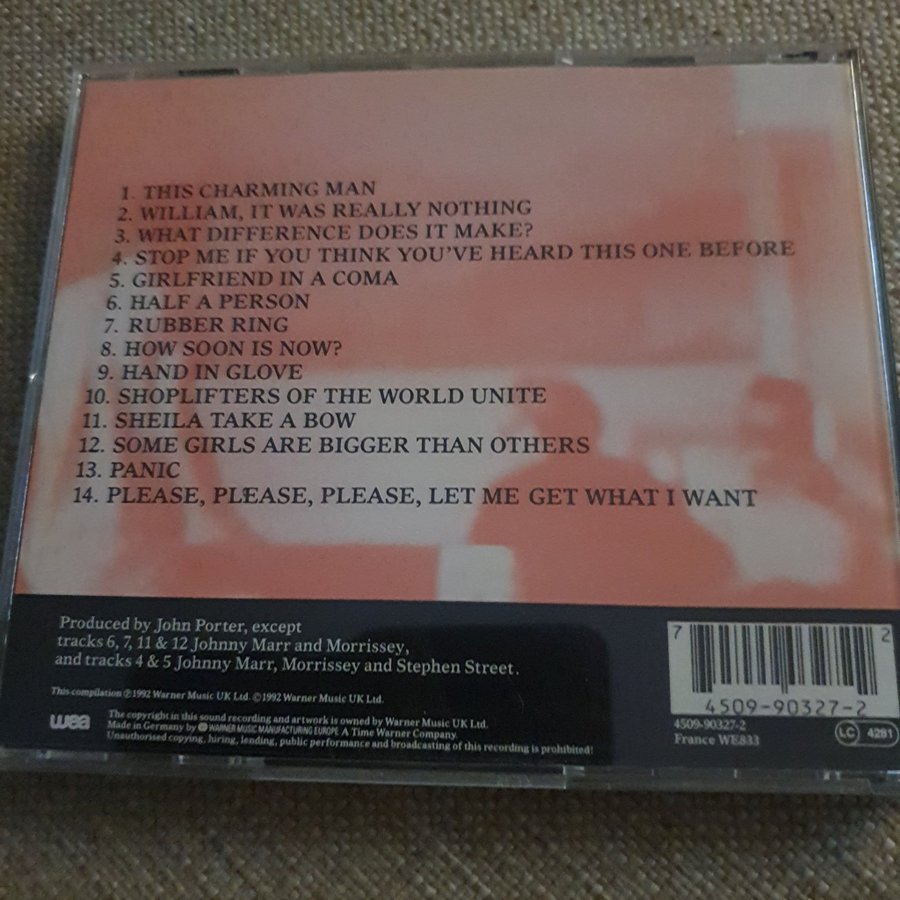 1. THIS CHARMING MAN
2. WILLIAM, IT WAS REALLY NOTHING
3. WHAT DIFFERENCE DOES IT MAKE?
4. STOP ME IF YOU THINK YOU'VE HEARD THIS ONE BEFORE
5. GIRLFRIEND IN A COMA
6. HALF A PERSON
7. RUBBER RING
8. HOW SOON IS NOW?
9. HAND IN GLOVE
10. SHOPLIFTERS OF THE WORLD UNITE
11. SHEILA TAKE A BOW
12. SOME GIRLS ARE BIGGER THAN OTHERS
13. PANIC
14. PLEASE, PLEASE, PLEASE, LET ME GET WHAT I WANT
Produced by John Porter, except
tracks 6, 7, 11 & 12 Johnny Marr and Morrissey,
and tracks 4 & 5 Johnny Marr, Morrissey and Stephen Street.
This compilation ℗1992 Warner Music UK Ltd. ©1992 Warner Music UK Ltd.
wea
The copyright in this sound recording and artwork is owned by Warner Music UK Ltd.
Made in Germany by WARNER MUSIC MANUFACTURING EUROPE A Time Warner Company.
Unauthorised copying, hiring, lending, public performance and broadcasting of this recording is prohibited!
7 2
4509-90327-2
4509-90327-2
France WE833
LC 4281